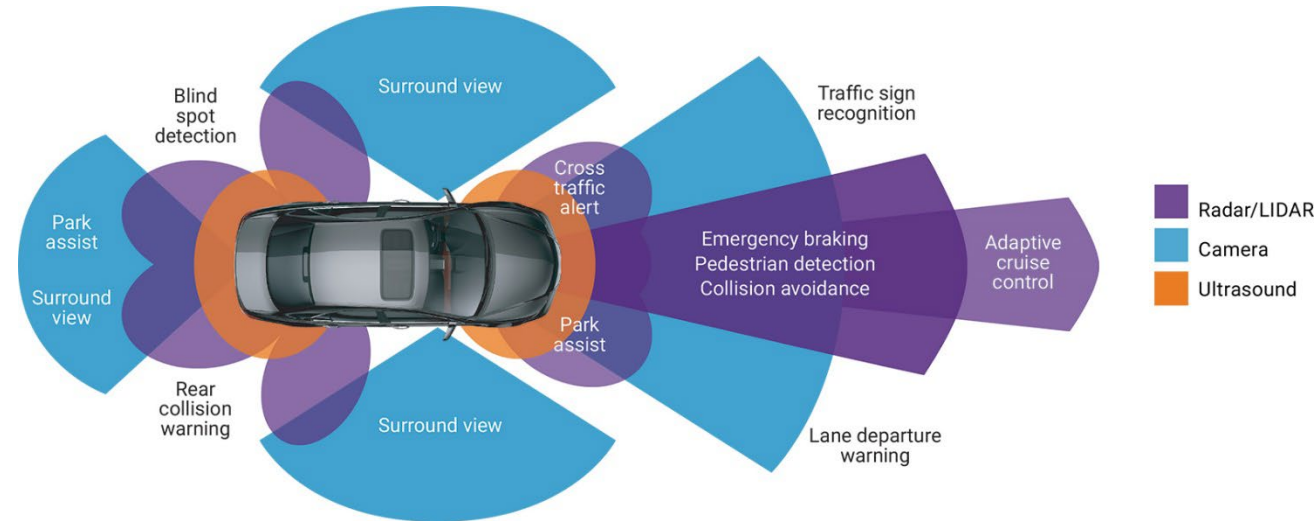 Blind
spot
detection
Surround view
Traffic sign
recognition
Park
assist
Surround
view
Cross
traffic
alert
Emergency braking
Pedestrian detection
Collision avoidance
Adaptive
cruise
control
Park
assist
Rear
collision
warning
Surround view
Lane departure
warning
Radar/LIDAR
Camera
Ultrasound